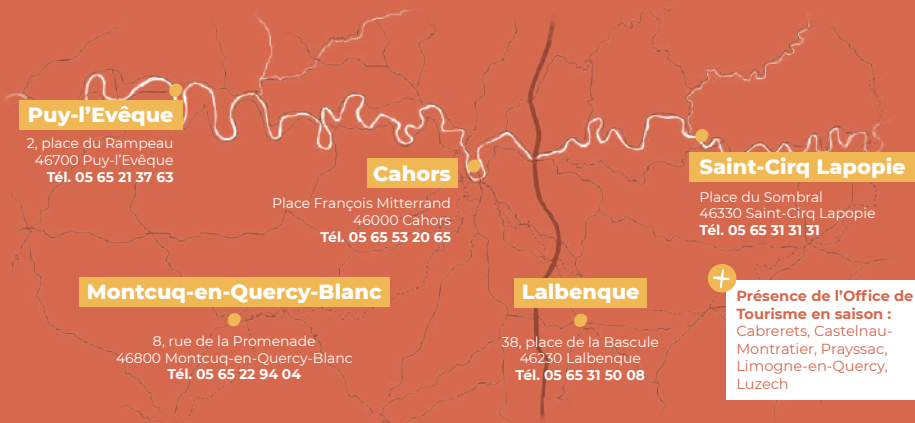 Puy-l'Evêque
2, place du Rampeau
46700 Puy-l'Evêque
Tél. 05 65 21 37 63
Cahors
Place François Mitterrand
46000 Cahors
Tél. 05 65 53 20 65
Saint-Cirq Lapopie
Place du Sombral
46330 Saint-Cirq Lapopie
Tél. 05 65 31 31 31
Montcuq-en-Quercy-Blanc
8, rue de la Promenade
46800 Montcuq-en-Quercy-Blanc
Tél. 05 65 22 94 04
Lalbenque
38, place de la Bascule
46230 Lalbenque
Tél. 05 65 31 50 08
Présence de l'Office de
Tourisme en saison :
Cabrerets, Castelnau-
Montratier, Prayssac,
Limogne-en-Quercy,
Luzech